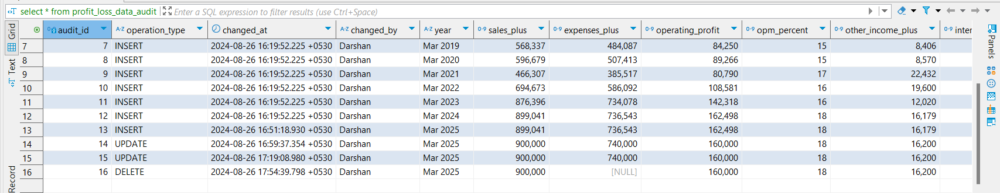 select * from profit_loss_data_audit Enter a SQL expression to filter results (use Ctrl+Space)
Grid
Text
Record
Panels
audit_id operation_type changed_at changed_by year sales_plus expenses_plus operating_profit opm_percent other_income_plus inter
7 7 INSERT 2024-08-26 16:19:52.225 +0530 Darshan Mar 2019 568,337 484,087 84,250 15 8,406
8 8 INSERT 2024-08-26 16:19:52.225 +0530 Darshan Mar 2020 596,679 507,413 89,266 15 8,570
9 9 INSERT 2024-08-26 16:19:52.225 +0530 Darshan Mar 2021 466,307 385,517 80,790 17 22,432
10 10 INSERT 2024-08-26 16:19:52.225 +0530 Darshan Mar 2022 694,673 586,092 108,581 16 19,600
11 11 INSERT 2024-08-26 16:19:52.225 +0530 Darshan Mar 2023 876,396 734,078 142,318 16 12,020
12 12 INSERT 2024-08-26 16:19:52.225 +0530 Darshan Mar 2024 899,041 736,543 162,498 18 16,179
13 13 INSERT 2024-08-26 16:51:18.930 +0530 Darshan Mar 2025 899,041 736,543 162,498 18 16,179
14 14 UPDATE 2024-08-26 16:59:37.354 +0530 Darshan Mar 2025 900,000 740,000 160,000 18 16,200
15 15 UPDATE 2024-08-26 17:19:08.980 +0530 Darshan Mar 2025 900,000 740,000 160,000 18 16,200
16 16 DELETE 2024-08-26 17:54:39.798 +0530 Darshan Mar 2025 900,000 [NULL] 160,000 18 16,200